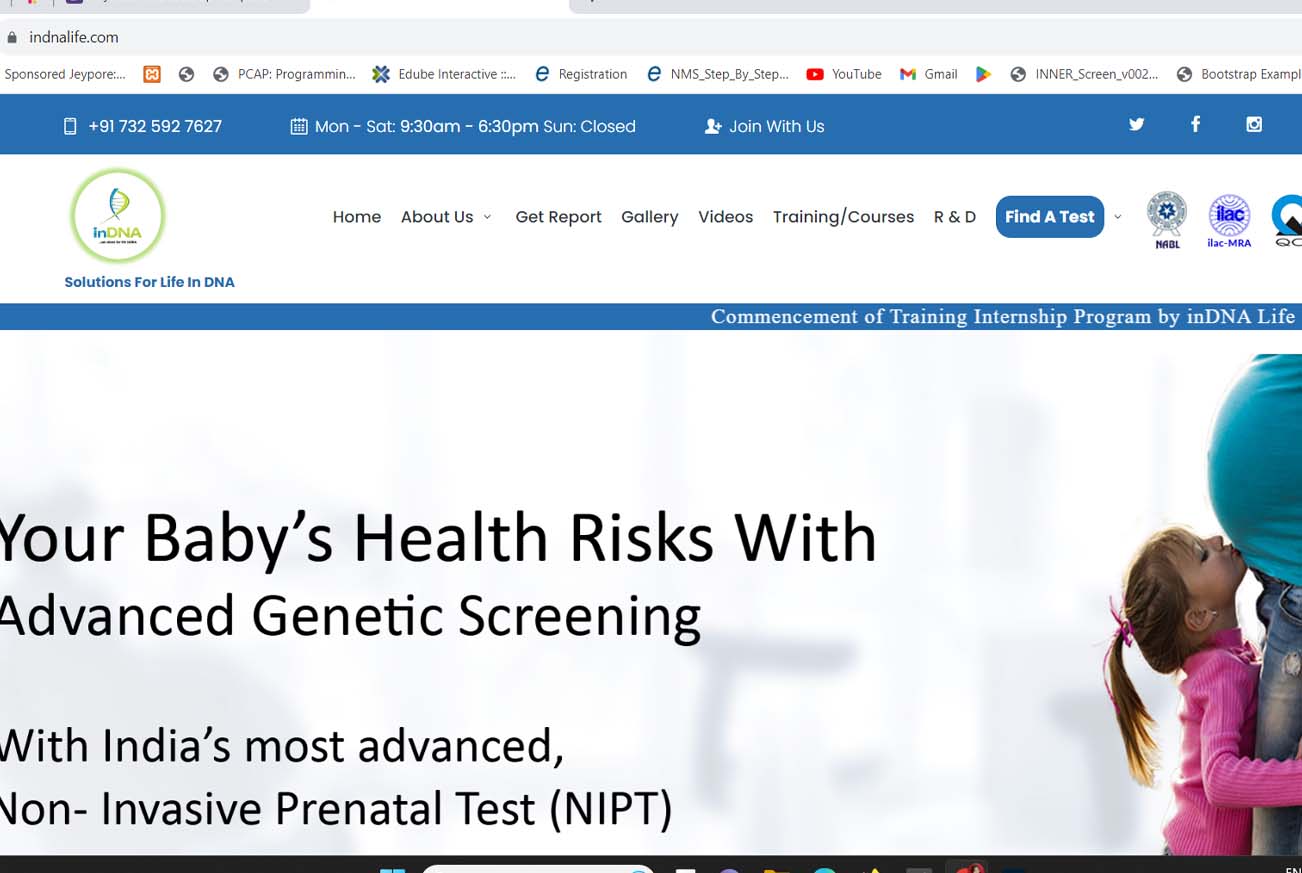 indnalife.com
Sponsored Jeypore:... PCAP: Programmin... Edube Interactive ::... Registration NMS_Step_By_Step... YouTube Gmail INNER_Screen_v002... Bootstrap Exampl
+91 732 592 7627 Mon - Sat: 9:30am - 6:30pm Sun: Closed Join With Us
inDNA
Solutions For Life In DNA
Home About Us Get Report Gallery Videos Training/Courses R & D Find A Test
NABL
ilac
ilac-MRA
QC
Commencement of Training Internship Program by inDNA Life
Your Baby’s Health Risks With
Advanced Genetic Screening
With India’s most advanced,
Non- Invasive Prenatal Test (NIPT)
EN